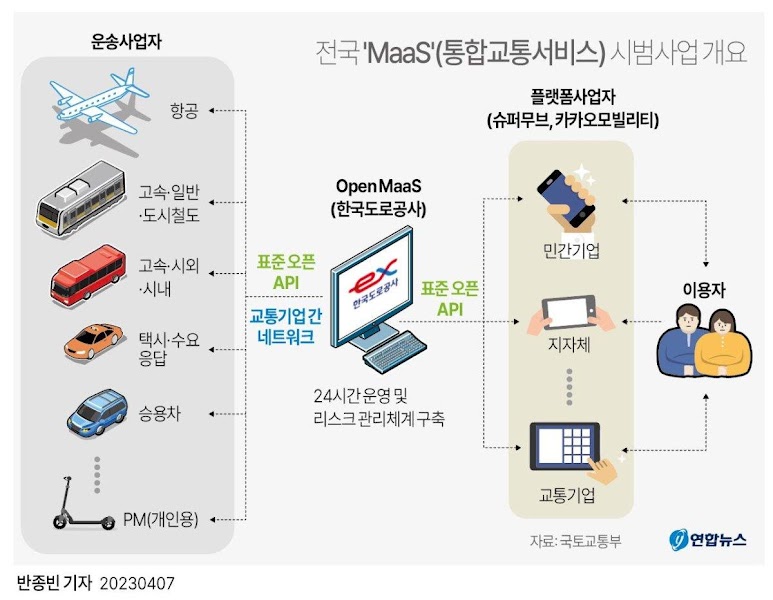 전국 'MaaS'(통합교통서비스) 시범사업 개요
운송사업자
항공
고속·일반
·도시철도
고속·시외
·시내
택시·수요
응답
승용차
PM(개인용)
표준 오픈
API
교통기업 간
네트워크
Open MaaS
(한국도로공사)
ex
한국도로공사
24시간 운영 및
리스크 관리체계 구축
표준 오픈
API
플랫폼사업자
(슈퍼무브, 카카오모빌리티)
민간기업
지자체
교통기업
이용자
자료: 국토교통부
y 연합뉴스
반종빈 기자 20230407